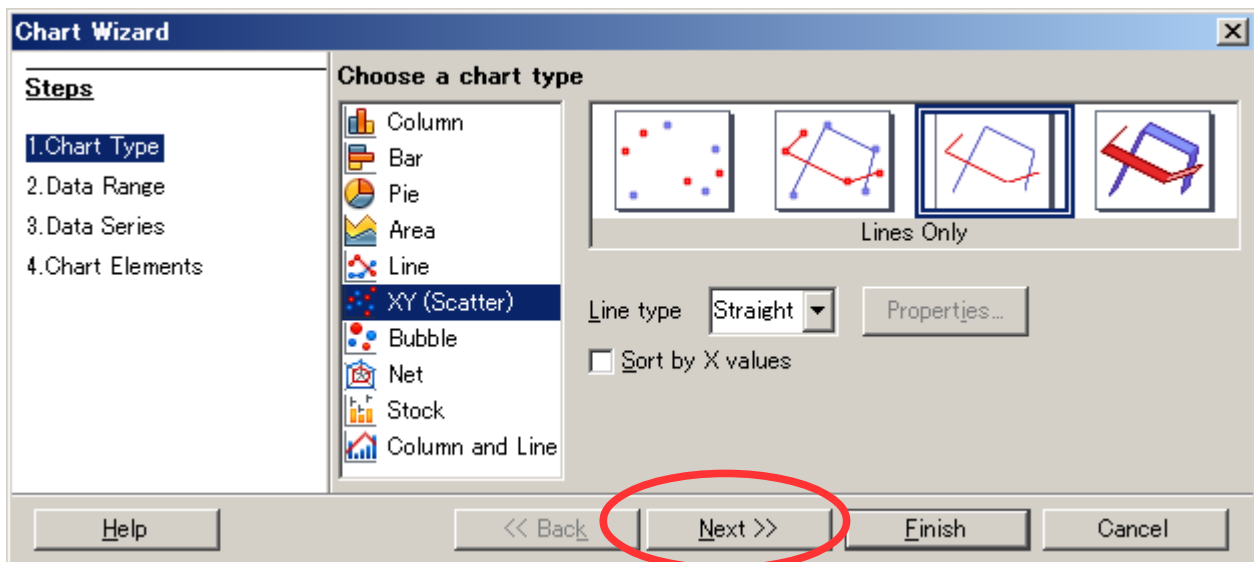 Chart Wizard
Steps
1.Chart Type
2.Data Range
3.Data Series
4.Chart Elements
Choose a chart type
Column
Bar
Pie
Area
Line
XY (Scatter)
Bubble
Net
Stock
Column and Line
Lines Only
Line type
Straight
Properties...
Sort by X values
Help
<< Back
Next >>
Finish
Cancel